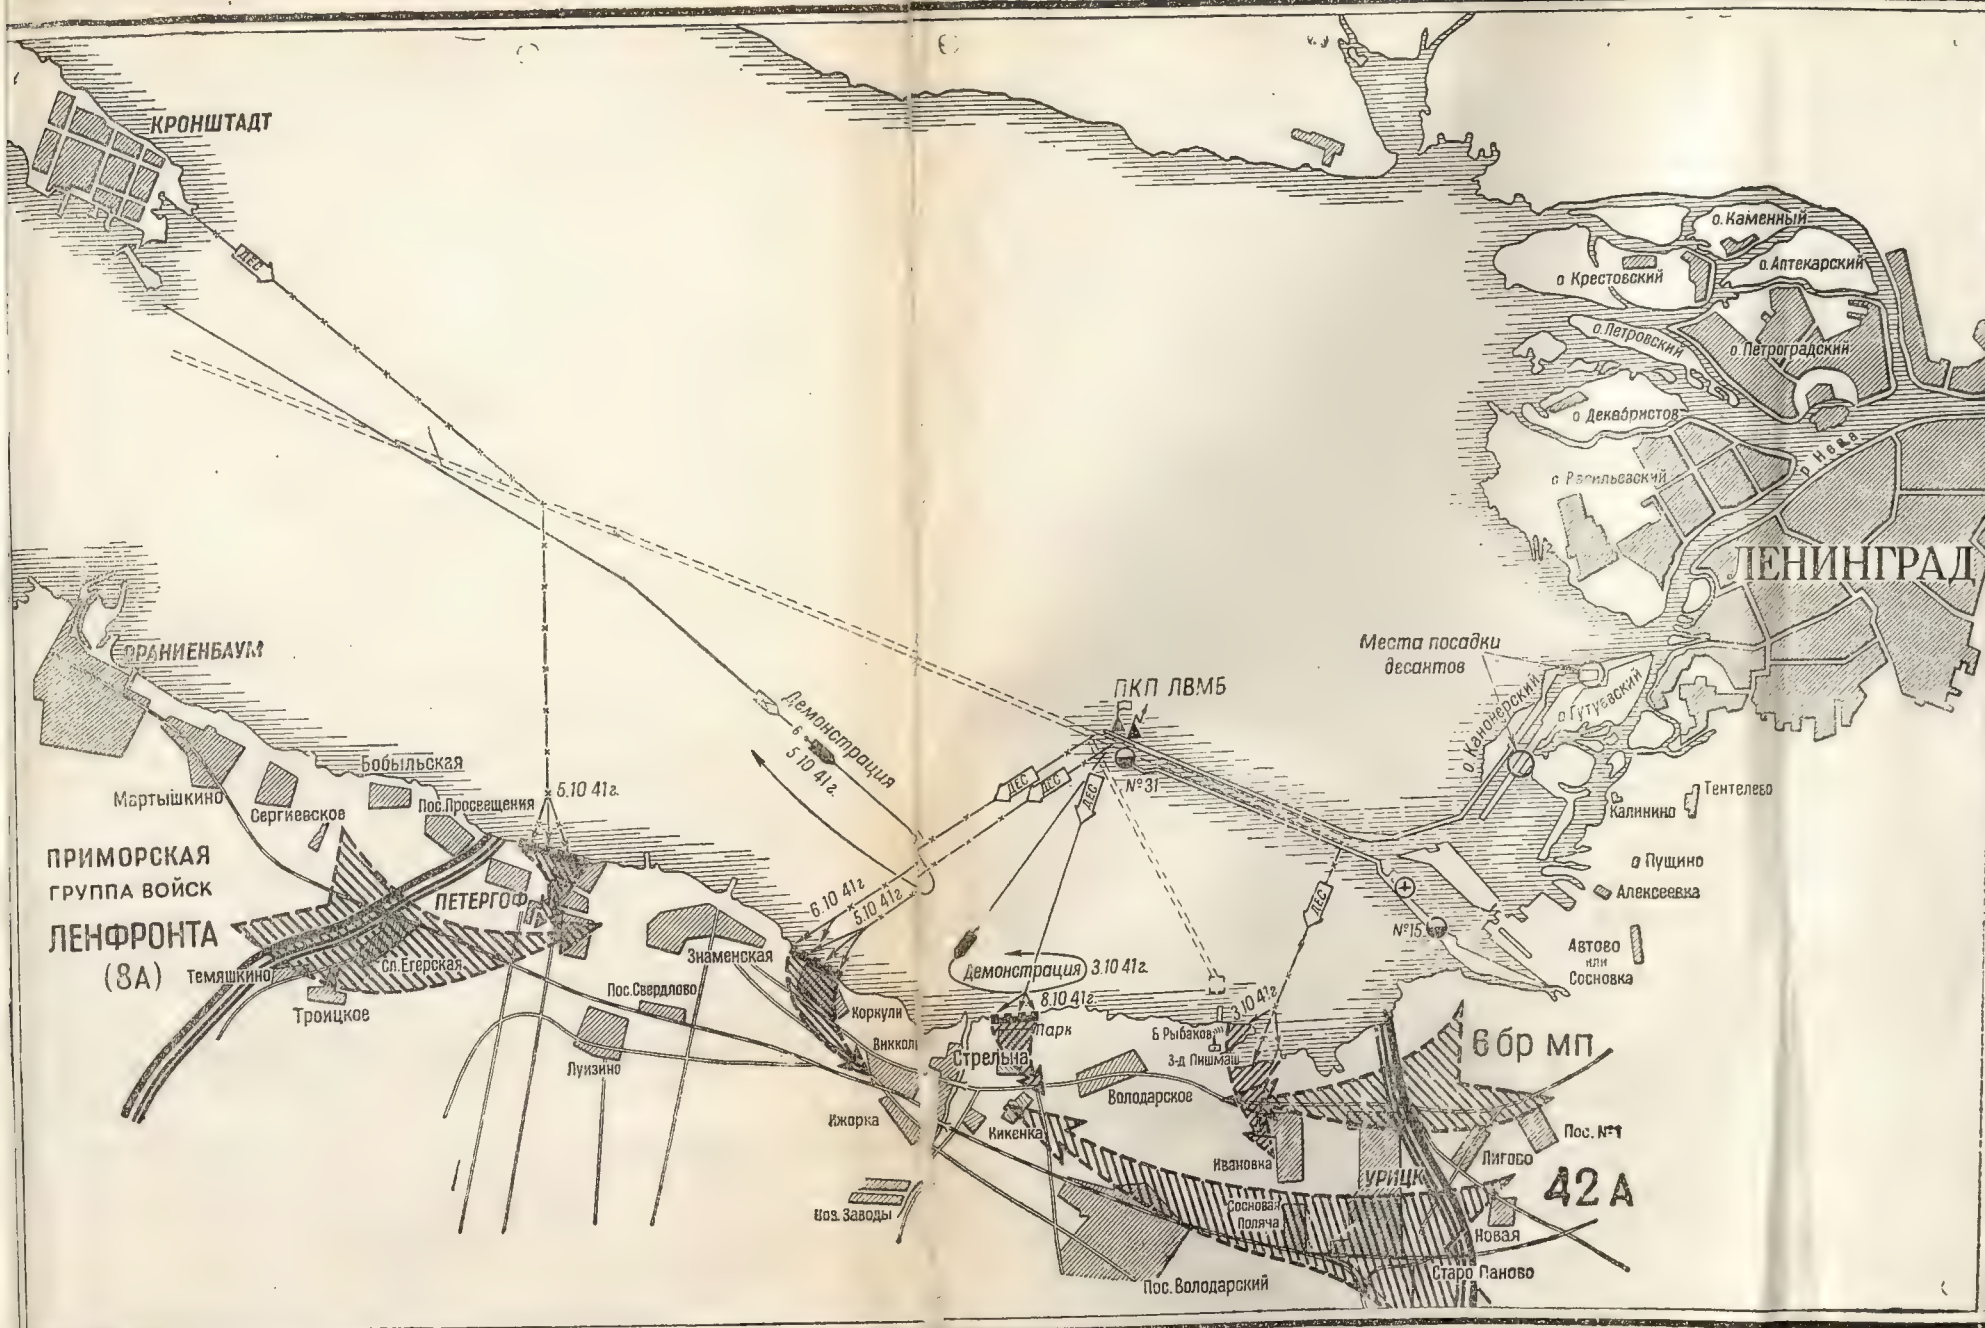 КРОНШТАДТ
ДЕС
о. Каменный
о. Аптекарский
о Крестовский
о. Петровский
о. Петроградский
о Декабристов
р Нева
о Васильевский
ЛЕНИНГРАД
Места посадки
десантов
о. Канонерский
о Гутуевский
ОРАНИЕНБАУМ
ПКП ЛВМБ
Демонстрация
6
5.10 41г.
ДЕС
ДЕС
ДЕС
№31
Бобыльская
Мартышкино
Сергиевское
Пос. Просвещения
5.10 41г.
Тентелево
Калинино
о Пущино
Алексеевка
ПРИМОРСКАЯ
ГРУППА ВОЙСК
ЛЕНФРОНТА
(8А)
ПЕТЕРГОФ
6.10 41г
5.10 41г
ДЕС
№15
Автово
или
Сосновка
Знаменская
Демонстрация 3.10 41г.
Темяшкино
Сл. Егерская
Пос. Свердлово
8.10 41г.
3.10 41г
Троицкое
Коркули
Парк
Б Рыбаков
З-д Пишмаш
6 бр МП
Луизино
Виккол
Стрельна
Володарское
Ижорка
Кикенка
Ивановка
Пос. №1
Лигово
УРИЦК
42 А
Коз. Заводы
Сосновая
Поляча
Новая
Старо Паново
Пос. Володарский